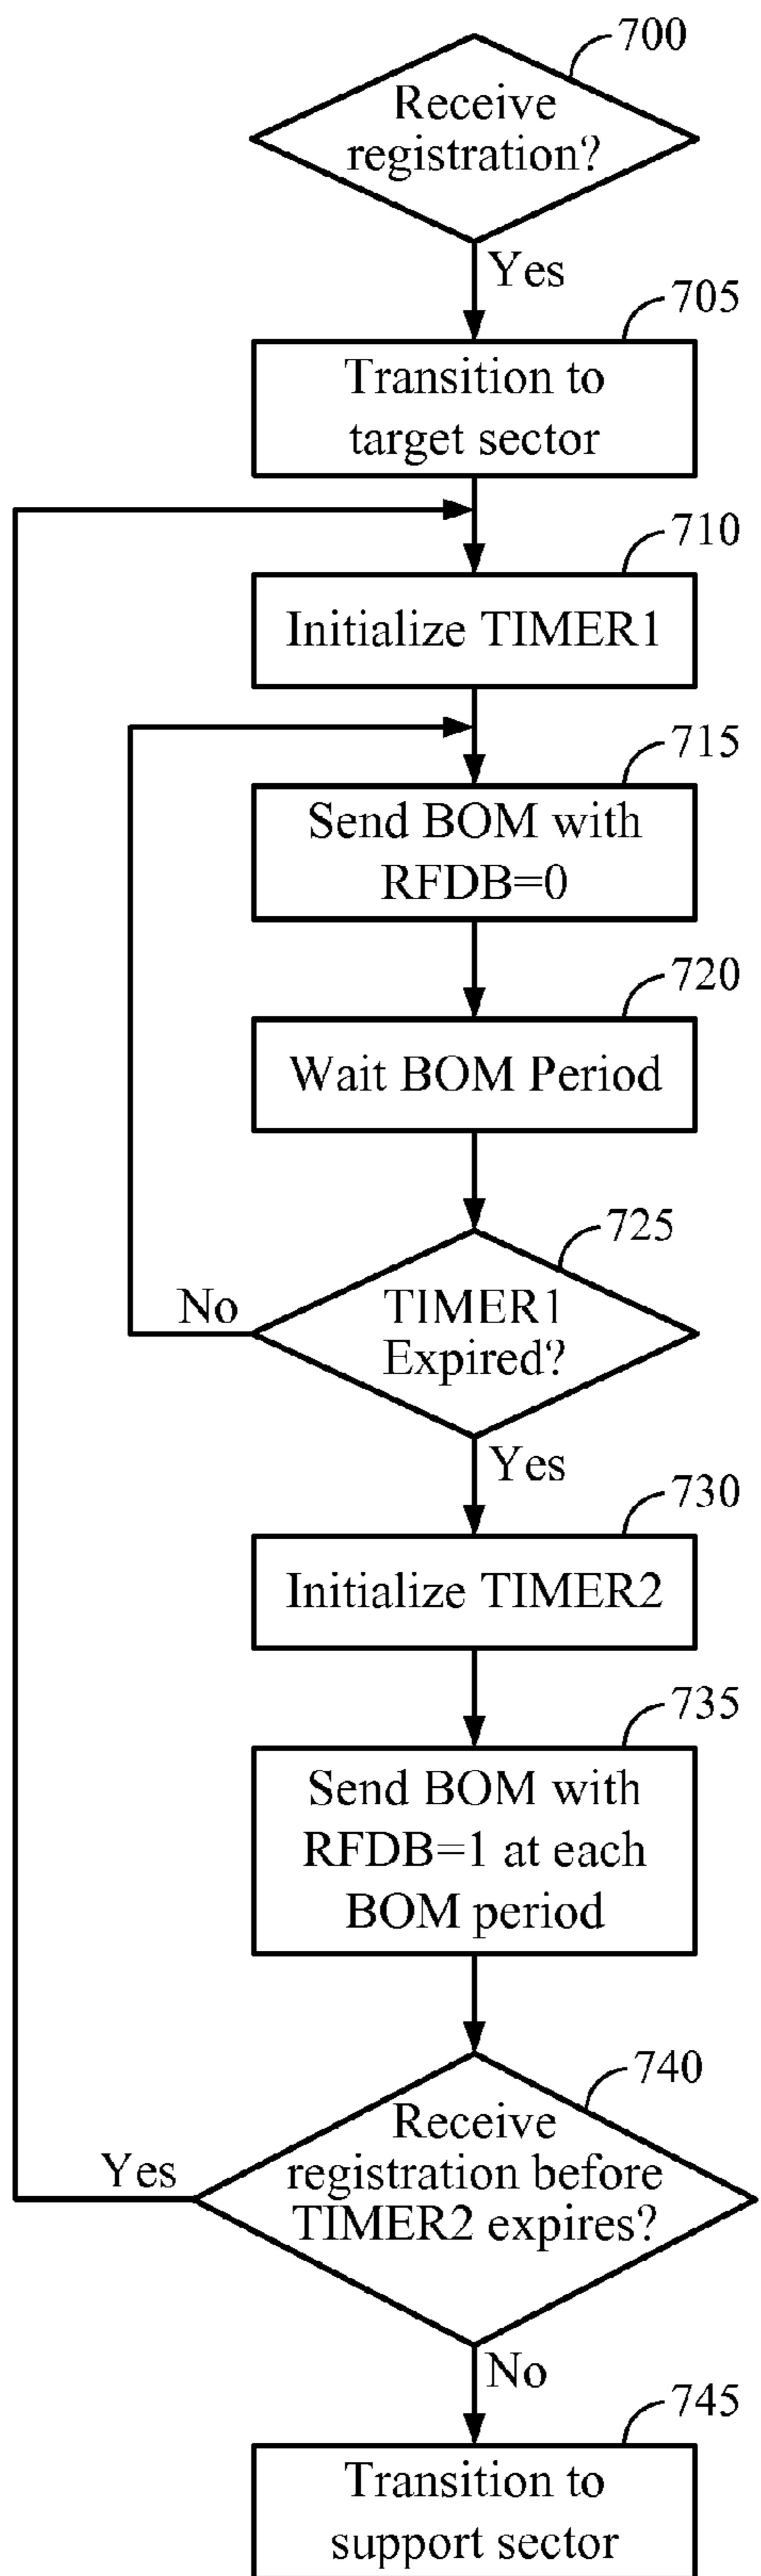 700
Receive
registration?
Yes
705
Transition to
target sector
710
Initialize TIMER1
715
Send BOM with
RFDB=0
720
Wait BOM Period
725
No
TIMER1
Expired?
Yes
730
Initialize TIMER2
735
Send BOM with
RFDB=1 at each
BOM period
740
Yes
Receive
registration before
TIMER2 expires?
No
745
Transition to
support sector